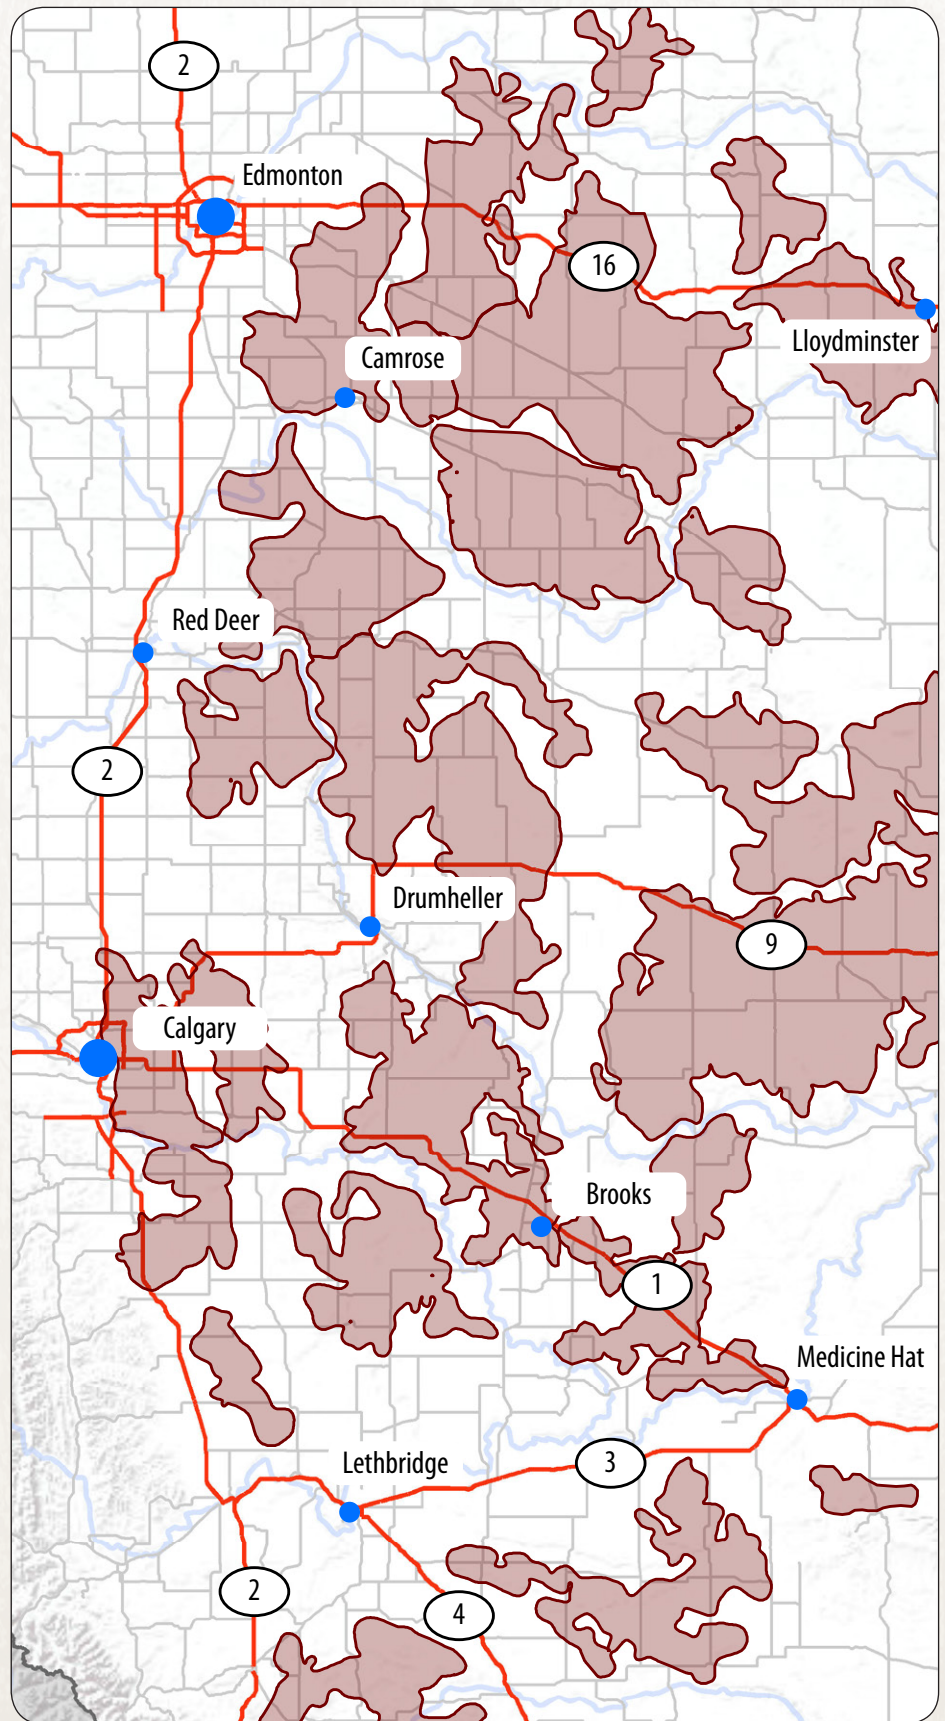 2
Edmonton
16
Lloydminster
Camrose
Red Deer
2
Drumheller
9
Calgary
Brooks
1
Medicine Hat
Lethbridge
3
2
4